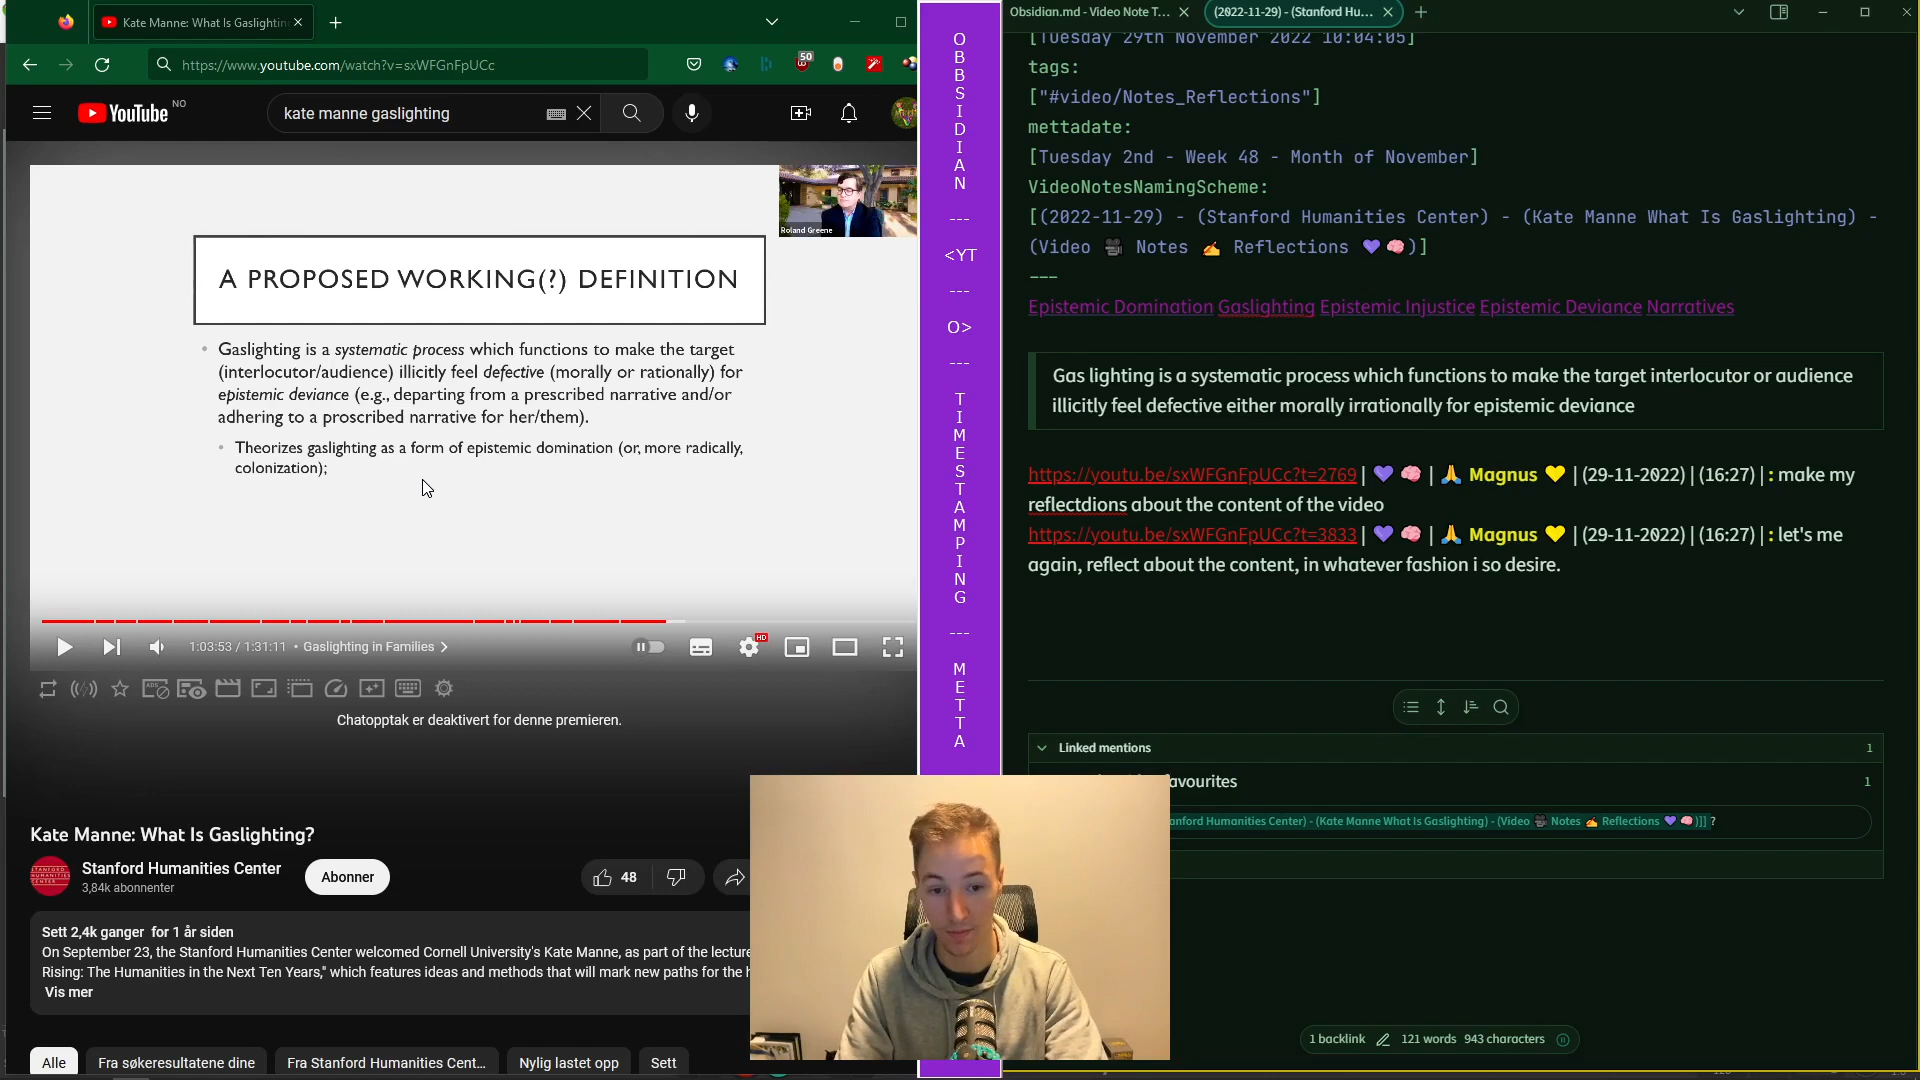 Kate Manne: What Is Gaslighting
https://www.youtube.com/watch?v=sxWFGnFpUCc
50
YouTube NO
kate manne gaslighting
Roland Greene
A PROPOSED WORKING(?) DEFINITION
• Gaslighting is a systematic process which functions to make the target
(interlocutor/audience) illicitly feel defective (morally or rationally) for
epistemic deviance (e.g., departing from a prescribed narrative and/or
adhering to a proscribed narrative for her/them).
• Theorizes gaslighting as a form of epistemic domination (or, more radically,
colonization);
1:03:53 / 1:31:11 • Gaslighting in Families
HD
ADS
Chatopptak er deaktivert for denne premieren.
Kate Manne: What Is Gaslighting?
STANFORD
HUMANITIES
CENTER
Stanford Humanities Center
3,84k abonnenter
Abonner
48
Sett 2,4k ganger for 1 år siden
On September 23, the Stanford Humanities Center welcomed Cornell University's Kate Manne, as part of the lecture
Rising: The Humanities in the Next Ten Years," which features ideas and methods that will mark new paths for the h
Vis mer
Alle
Fra søkeresultatene dine
Fra Stanford Humanities Cent...
Nylig lastet opp
Sett
O
B
B
S
I
D
I
A
N
---
<YT
---
O>
---
T
I
M
E
S
T
A
M
P
I
N
G
---
M
E
T
T
A
Obsidian.md - Video Note T...
(2022-11-29) - (Stanford Hu...
[Tuesday 29th November 2022 10:04:05]
tags:
["#video/Notes_Reflections"]
mettadate:
[Tuesday 2nd - Week 48 - Month of November]
VideoNotesNamingScheme:
[(2022-11-29) - (Stanford Humanities Center) - (Kate Manne What Is Gaslighting) -
(Video 🎥 Notes ✍️ Reflections 💜🧠)]
---
Epistemic Domination Gaslighting Epistemic Injustice Epistemic Deviance Narratives
Gas lighting is a systematic process which functions to make the target interlocutor or audience
illicitly feel defective either morally irrationally for epistemic deviance
https://youtu.be/sxWFGnFpUCc?t=2769 | 💜 🧠 | 🙏 Magnus 💛 | (29-11-2022) | (16:27) | : make my
reflectdions about the content of the video
https://youtu.be/sxWFGnFpUCc?t=3833 | 💜 🧠 | 🙏 Magnus 💛 | (29-11-2022) | (16:27) | : let's me
again, reflect about the content, in whatever fashion i so desire.
Linked mentions 1
avourites 1
anford Humanities Center) - (Kate Manne What Is Gaslighting) - (Video 🎥 Notes ✍️ Reflections 💜🧠)]] ?
1 backlink 121 words 943 characters